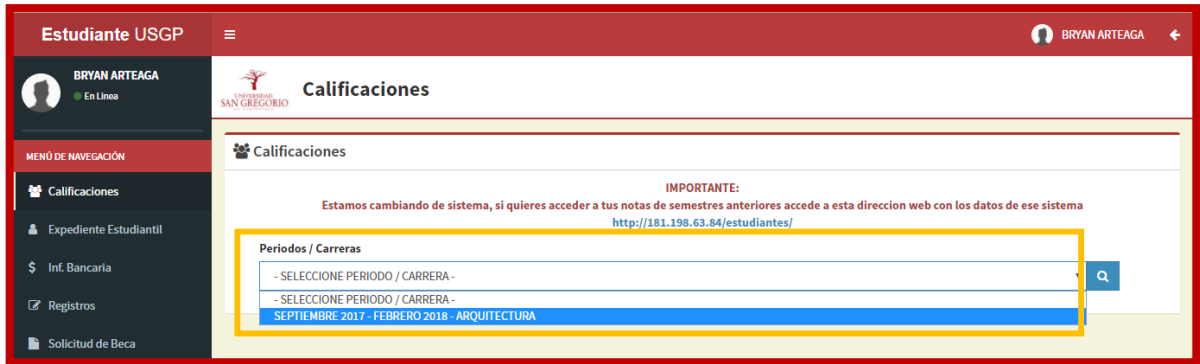 Estudiante USGP
BRYAN ARTEAGA
BRYAN ARTEAGA
En Linea
UNIVERSIDAD
SAN GREGORIO
Calificaciones
MENÚ DE NAVEGACIÓN
Calificaciones
Expediente Estudiantil
$ Inf. Bancaria
Registros
Solicitud de Beca
Calificaciones
IMPORTANTE:
Estamos cambiando de sistema, si quieres acceder a tus notas de semestres anteriores accede a esta direccion web con los datos de ese sistema
http://181.198.63.84/estudiantes/
Periodos / Carreras
- SELECCIONE PERIODO / CARRERA -
- SELECCIONE PERIODO / CARRERA -
SEPTIEMBRE 2017 - FEBRERO 2018 - ARQUITECTURA